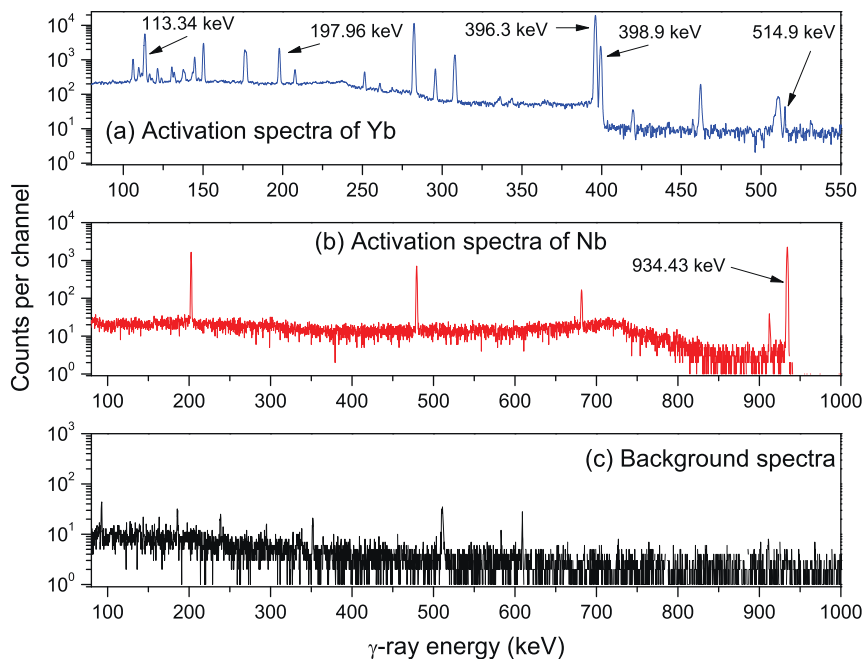 10⁴
10³
10²
10¹
10⁰
113.34 keV
197.96 keV
396.3 keV
398.9 keV
514.9 keV
(a) Activation spectra of Yb
100 150 200 250 300 350 400 450 500 550
10⁴
10³
10²
10¹
10⁰
(b) Activation spectra of Nb
934.43 keV
100 200 300 400 500 600 700 800 900 1000
10³
10²
10¹
10⁰
(c) Background spectra
100 200 300 400 500 600 700 800 900 1000
Counts per channel
γ-ray energy (keV)